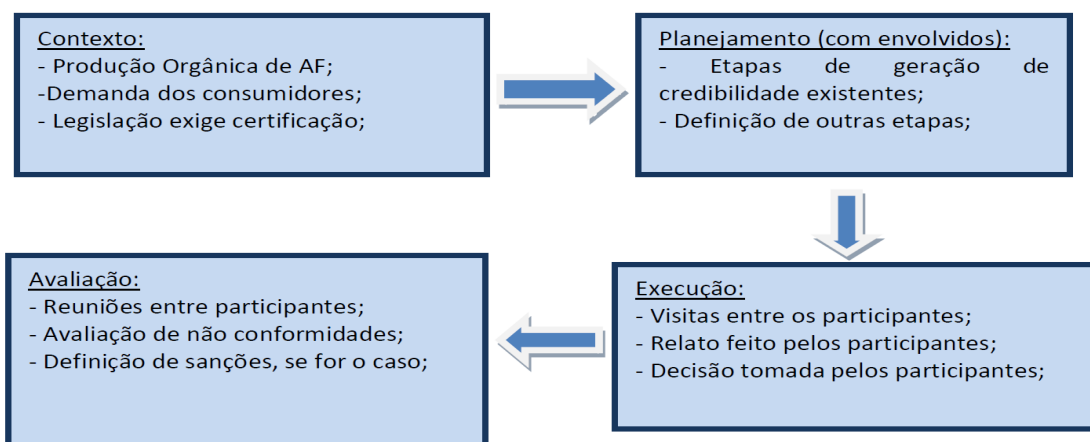 Contexto:
- Produção Orgânica de AF;
-Demanda dos consumidores;
- Legislação exige certificação;
Planejamento (com envolvidos):
- Etapas de geração de
credibilidade existentes;
- Definição de outras etapas;
Execução:
- Visitas entre os participantes;
- Relato feito pelos participantes;
- Decisão tomada pelos participantes;
Avaliação:
- Reuniões entre participantes;
- Avaliação de não conformidades;
- Definição de sanções, se for o caso;